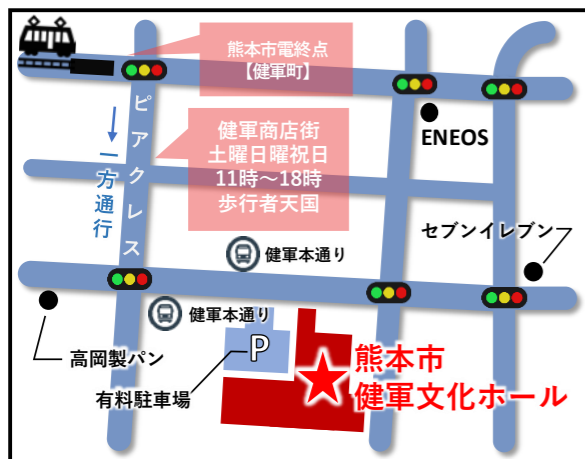 熊本市電終点
【健軍町】
ピアクレス
一方通行
健軍商店街
土曜日曜祝日
11時～18時
歩行者天国
ENEOS
セブンイレブン
健軍本通り
健軍本通り
高岡製パン
P
有料駐車場
熊本市
健軍文化ホール